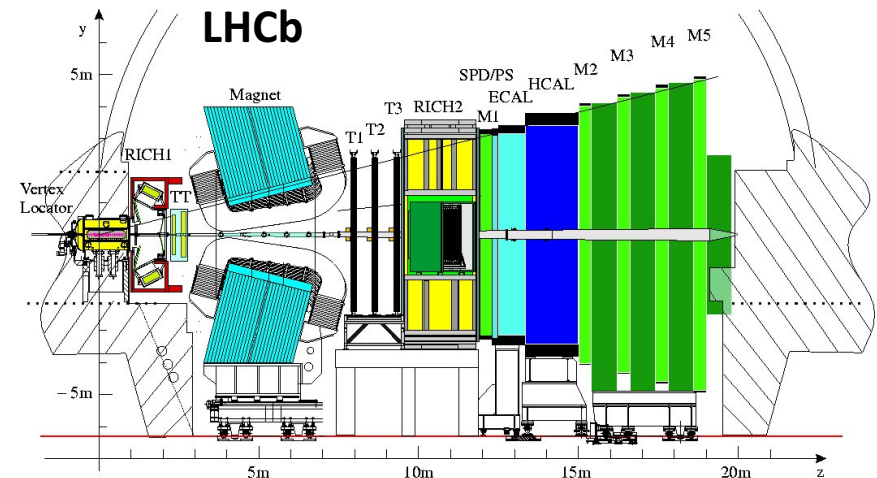 LHCb
y
5m
Magnet
SPD/PS
ECAL
HCAL
M1
M2
M3
M4
M5
T1
T2
T3
RICH2
RICH1
TT
Vertex
Locator
− 5m
5m
10m
15m
20m
z